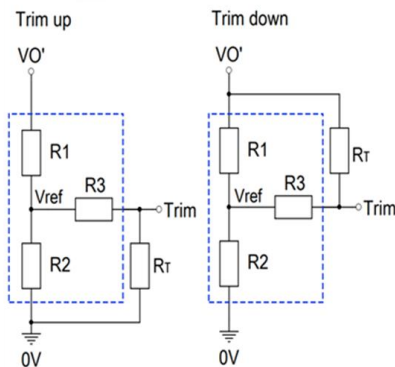 Trim up
VO'
R1
Vref
R3
Trim
R2
RT
0V
Trim down
VO'
R1
RT
Vref
R3
Trim
R2
0V